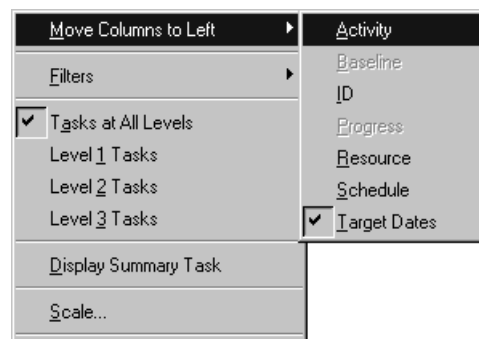 Move Columns to Left
Filters
Tasks at All Levels
Level 1 Tasks
Level 2 Tasks
Level 3 Tasks
Display Summary Task
Scale...
Activity
Baseline
ID
Progress
Resource
Schedule
Target Dates